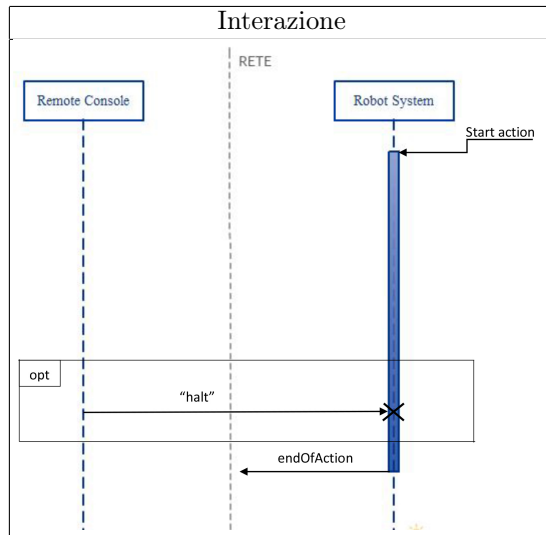 Interazione
RETE
Remote Console
Robot System
Start action
opt
“halt”
endOfAction